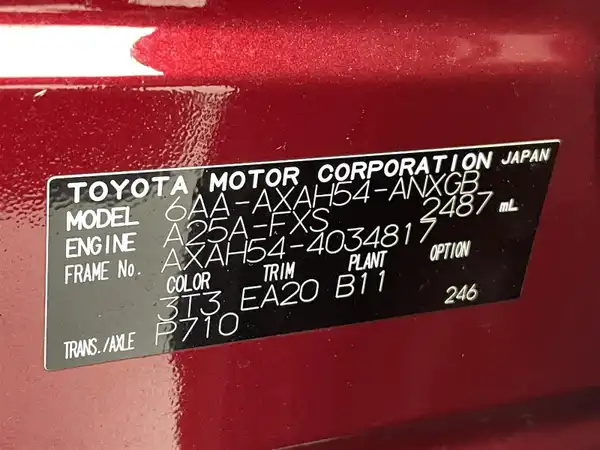 TOYOTA MOTOR CORPORATION JAPAN
MODEL 6AA-AXAH54-ANXGB
ENGINE A25A-FXS 2487 mL
FRAME No. AXAH54-4034817
COLOR TRIM PLANT OPTION
3T3 EA20 B11 246
TRANS./AXLE P710